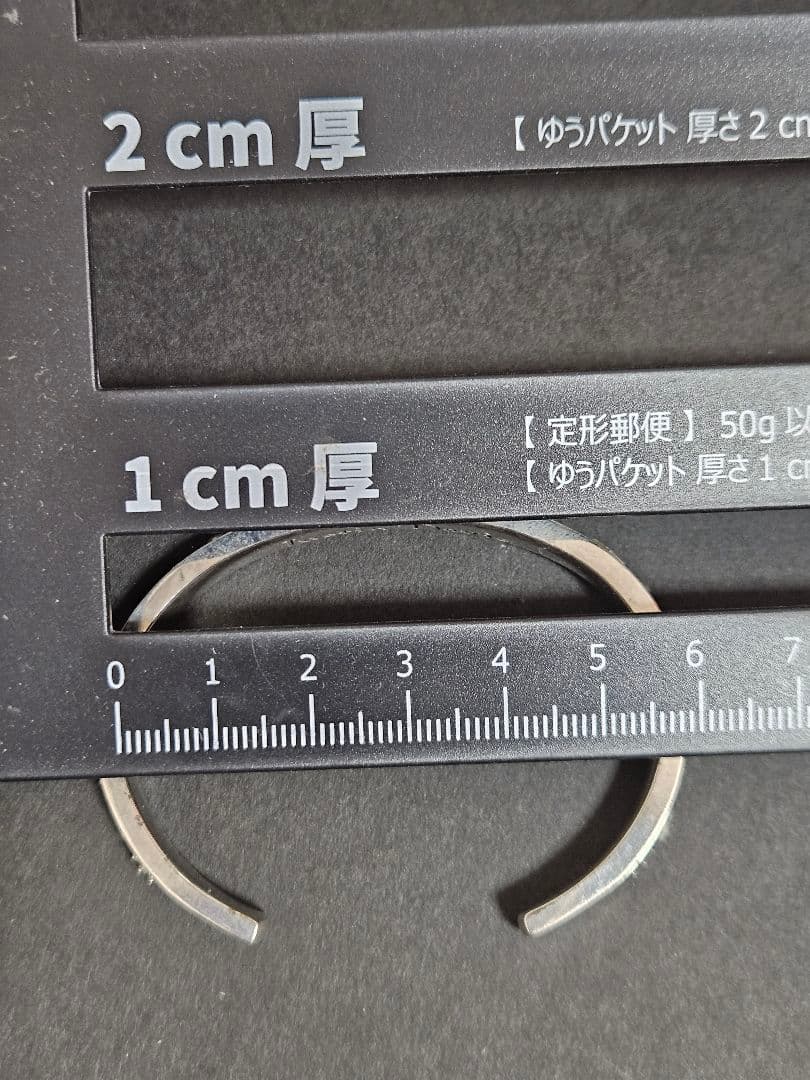 2 cm 厚
【 ゆうパケット 厚さ 2 cm
1 cm 厚
【 定形郵便 】 50g 以
【 ゆうパケット 厚さ 1 cm
0 1 2 3 4 5 6 7